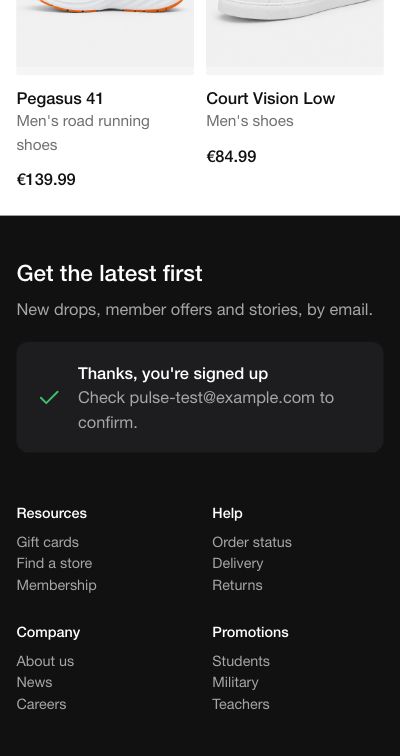 Pegasus 41
Men's road running
shoes
€139.99
Court Vision Low
Men's shoes
€84.99
Get the latest first
New drops, member offers and stories, by email.
Thanks, you're signed up
Check pulse-test@example.com to
confirm.
Resources
Gift cards
Find a store
Membership
Help
Order status
Delivery
Returns
Company
About us
News
Careers
Promotions
Students
Military
Teachers